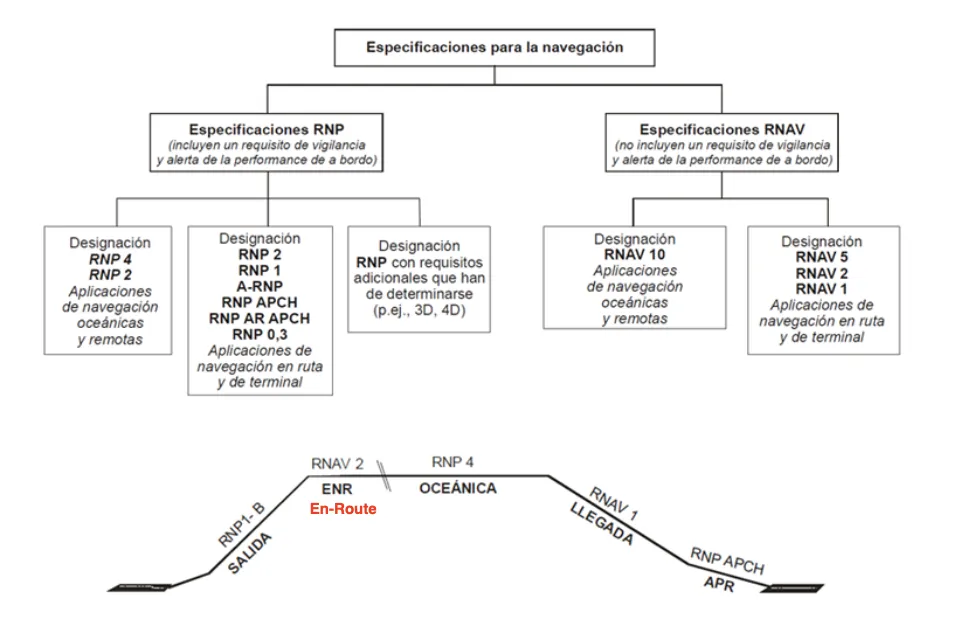 Especificaciones para la navegación
Especificaciones RNP
(incluyen un requisito de vigilancia
y alerta de la performance de a bordo)
Especificaciones RNAV
(no incluyen un requisito de vigilancia
y alerta de la performance de a bordo)
Designación
RNP 4
RNP 2
Aplicaciones
de navegación
oceánicas
y remotas
Designación
RNP 2
RNP 1
A-RNP
RNP APCH
RNP AR APCH
RNP 0,3
Aplicaciones de
navegación en ruta
y de terminal
Designación
RNP con requisitos
adicionales que han
de determinarse
(p.ej., 3D, 4D)
Designación
RNAV 10
Aplicaciones
de navegación
oceánicas
y remotas
Designación
RNAV 5
RNAV 2
RNAV 1
Aplicaciones de
navegación en ruta
y de terminal
RNP1- B
SALIDA
RNAV 2
ENR
En-Route
RNP 4
OCEÁNICA
RNAV 1
LLEGADA
RNP APCH
APR